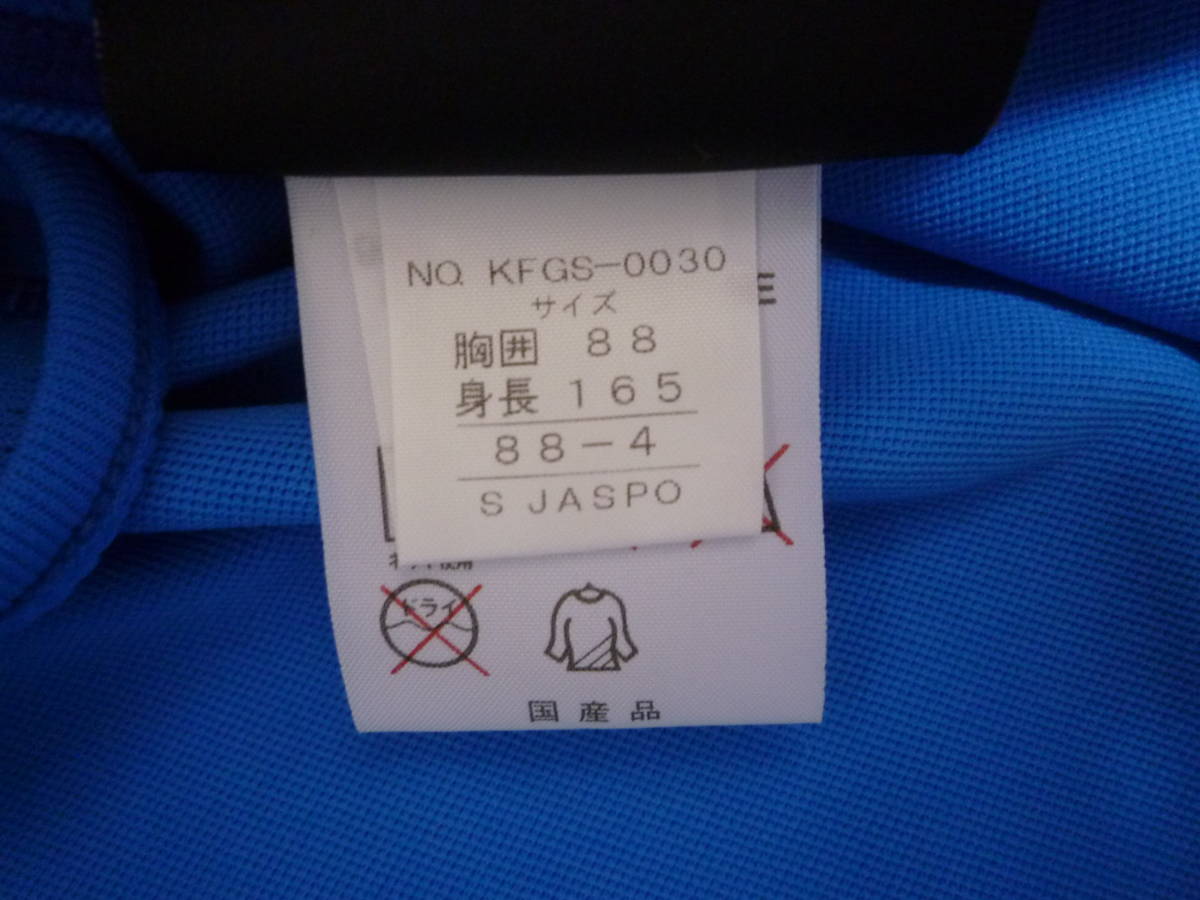 NO. KFGS-0030
サイズ
胸囲 88
身長 165
88-4
S JASPO
ドライ
国産品